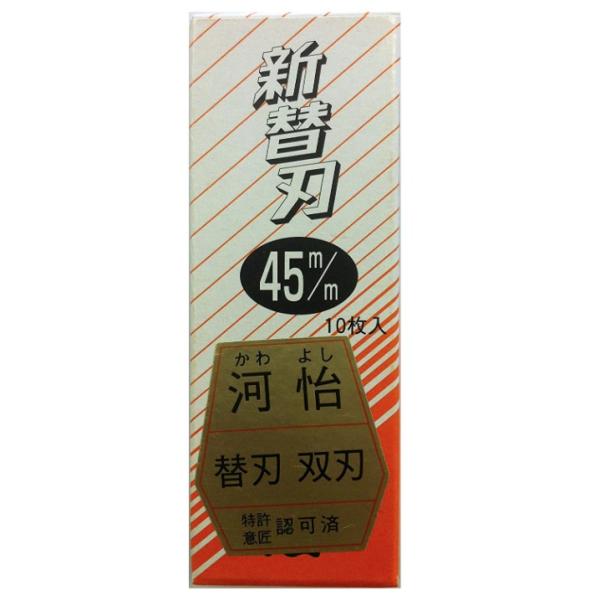 新替刃
45m/m
10枚入
かわ よし
河 怡
替刃 双刃
特許
意匠 認可済